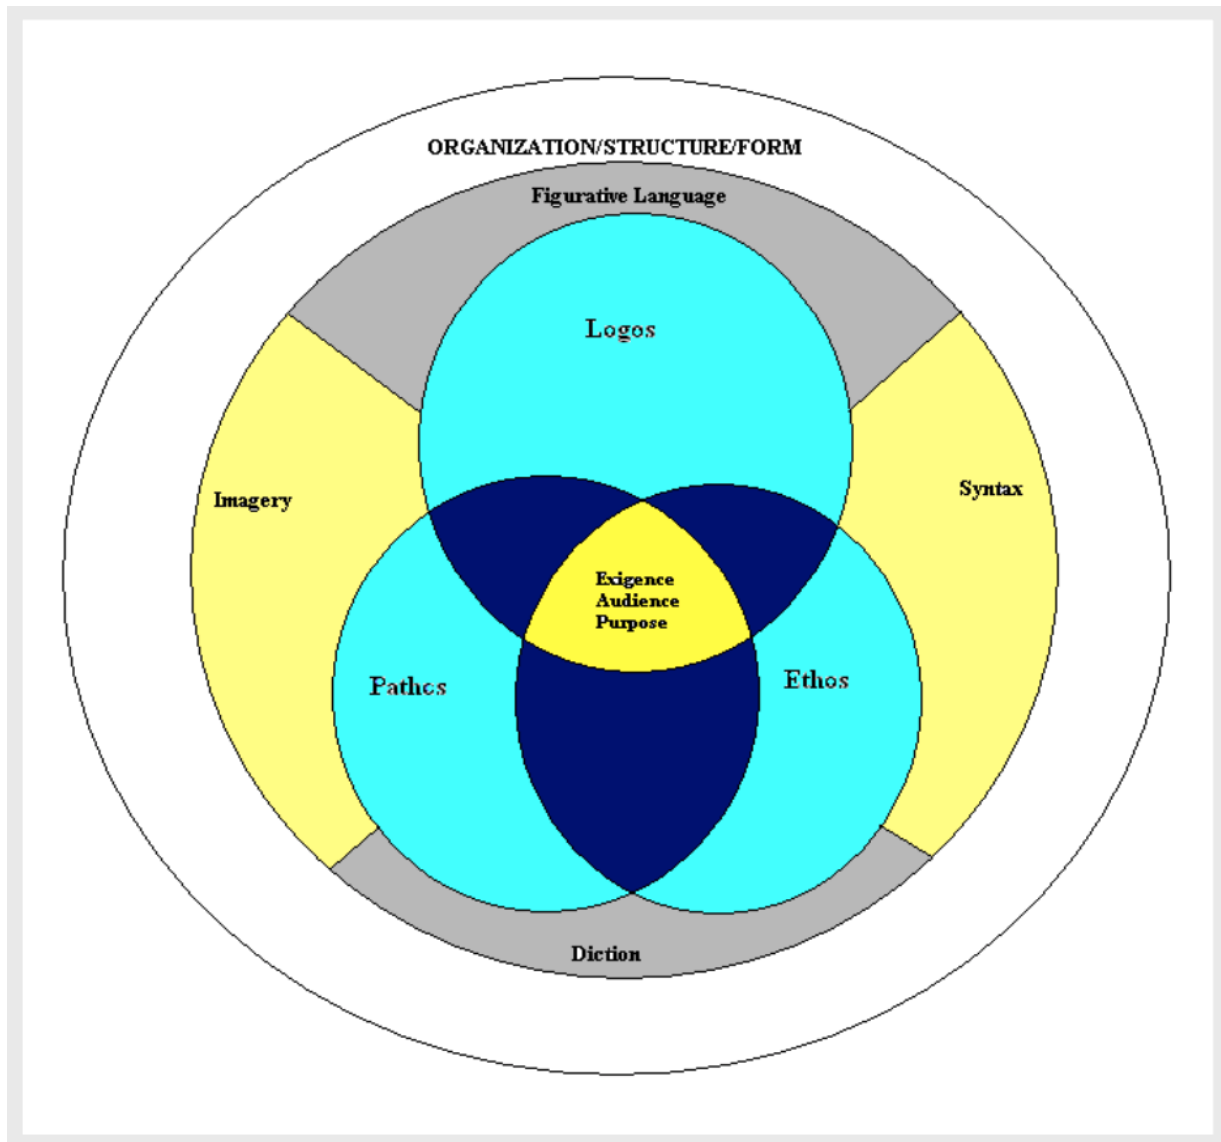 ORGANIZATION/STRUCTURE/FORM
Figurative Language
Logos
Imagery
Syntax
Exigence
Audience
Purpose
Pathos
Ethos
Diction